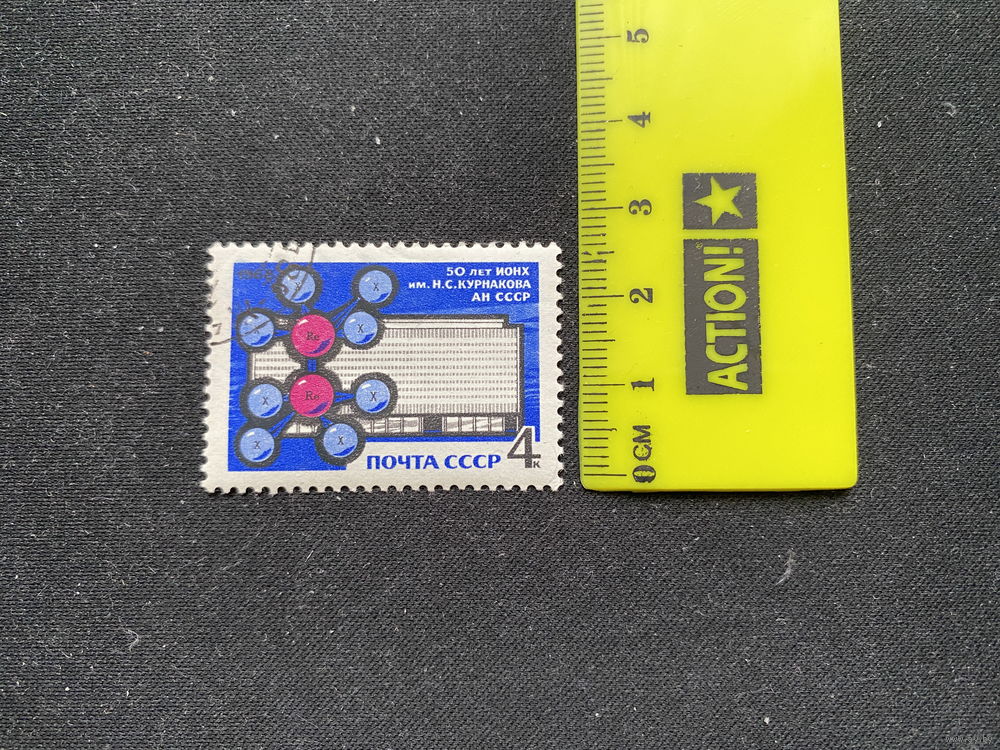 50 ЛЕТ ИОНХ
ИМ. Н.С.КУРНАКОВА
АН СССР
X
X
Re
Re
X
X
X
X
ПОЧТА СССР
4К
5
4
3
2
1
0 СМ
ACTION!